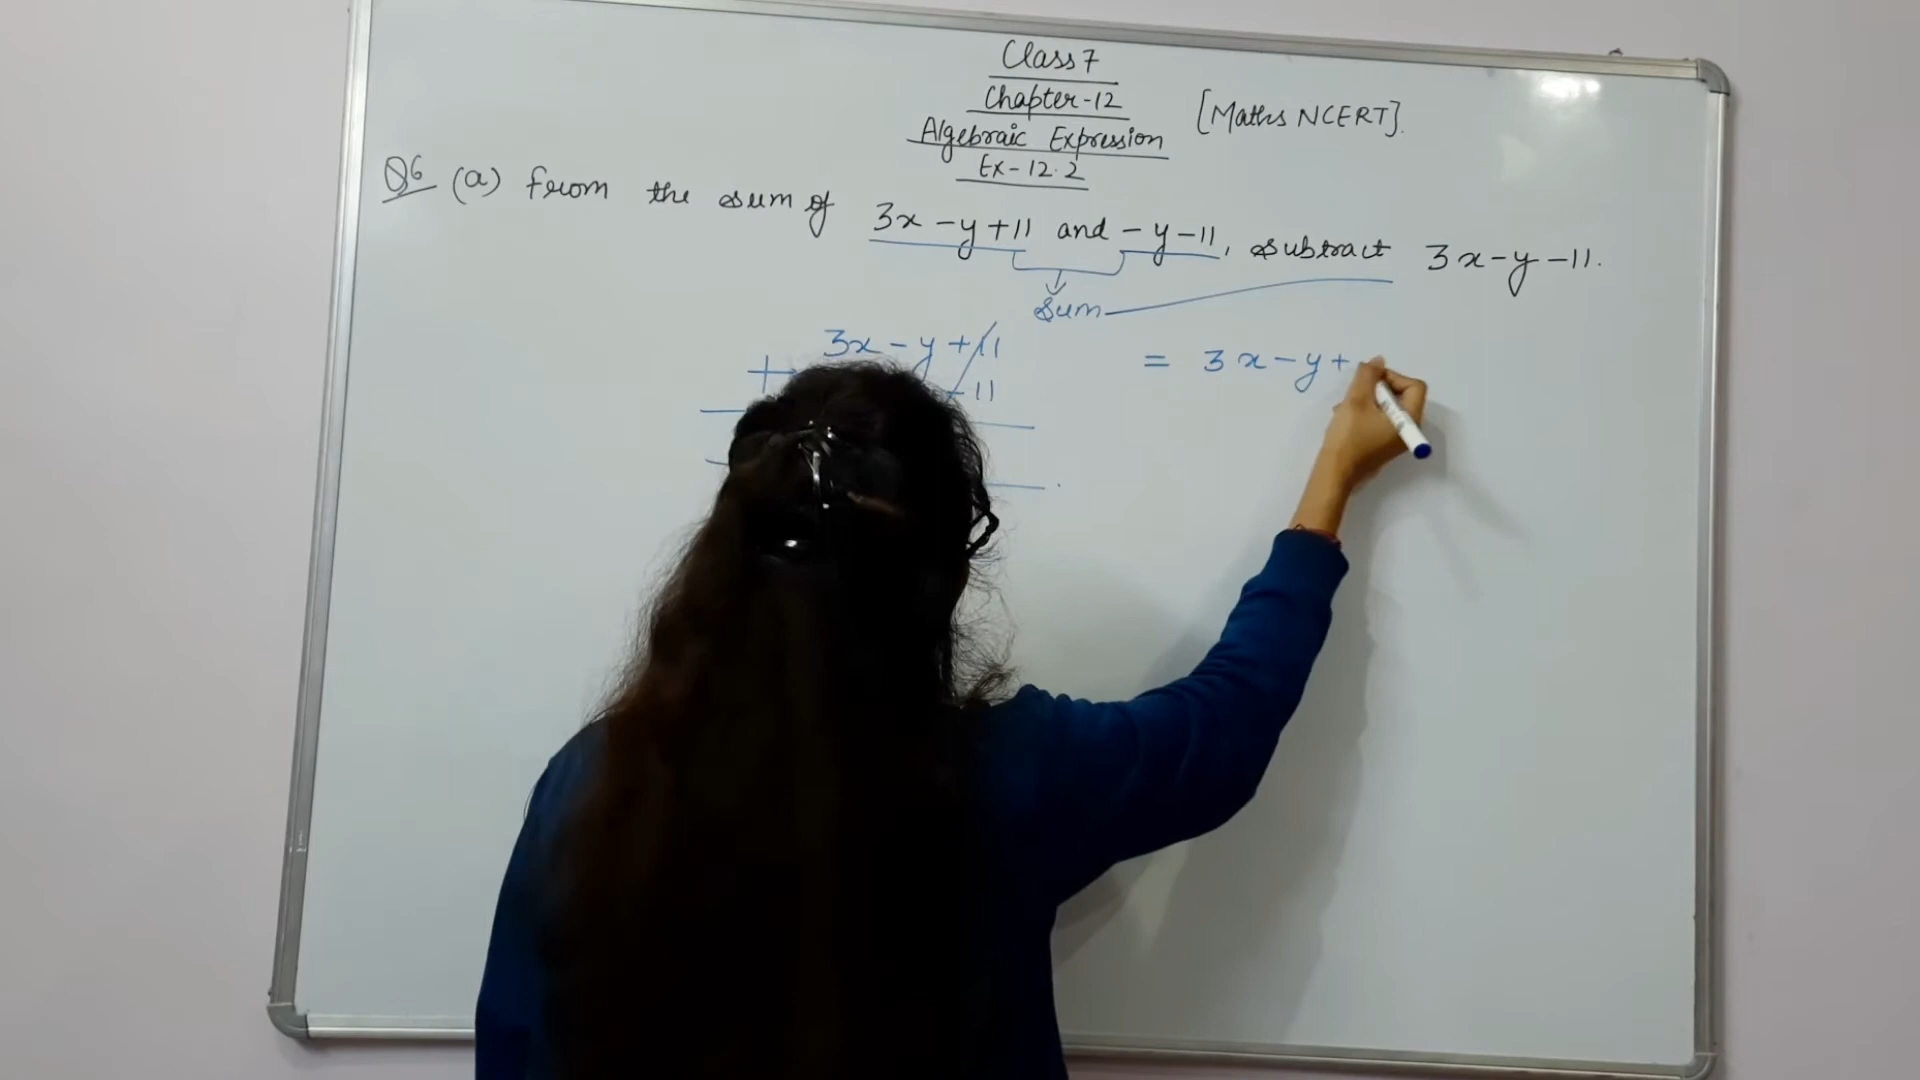 Class 7
Chapter-12
[Maths NCERT].
Algebraic Expression
Ex-12.2
Q6 (a) From the sum of 3x-y+11 and -y-11, subtract 3x-y-11.
Sum
3x-y+11
= 3x-y+
+
-11